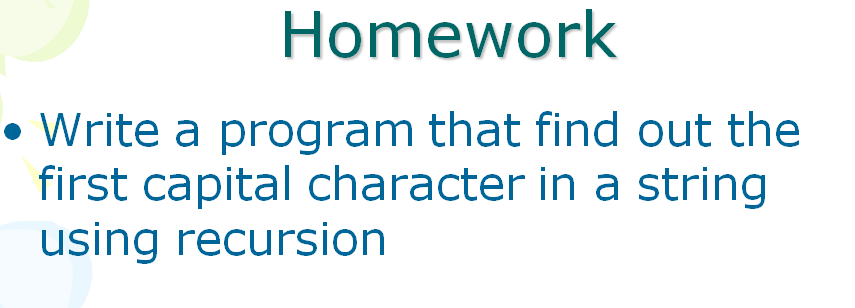 Homework
• Write a program that find out the
first capital character in a string
using recursion